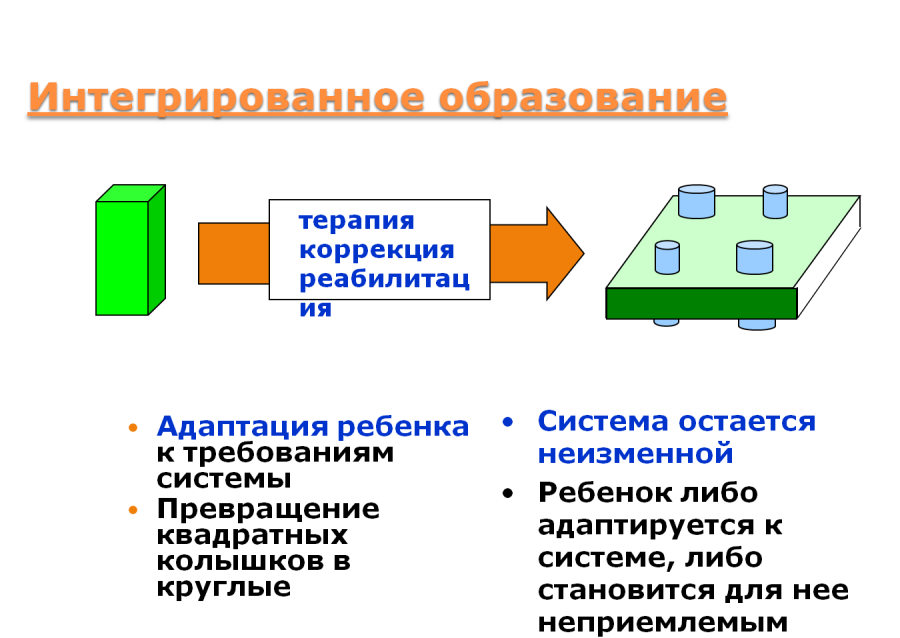 Интегрированное образование
терапия
коррекция
реабилитац
ия
• Адаптация ребенка
к требованиям
системы
• Превращение
квадратных
колышков в
круглые
• Система остается
неизменной
• Ребенок либо
адаптируется к
системе, либо
становится для нее
неприемлемым